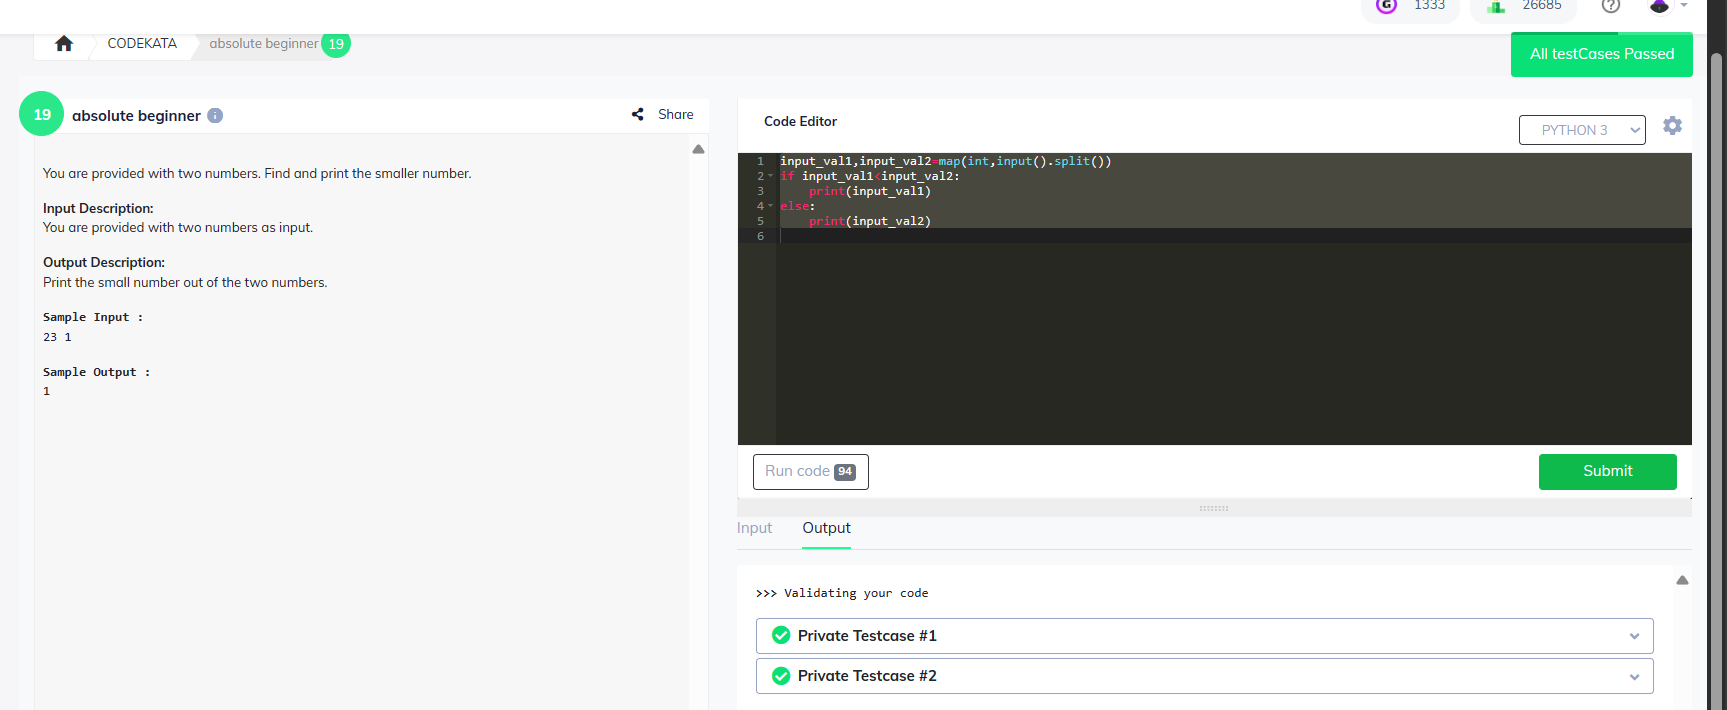 1333
26685
CODEKATA
absolute beginner 19
All testCases Passed
19 absolute beginner
Share
You are provided with two numbers. Find and print the smaller number.
Input Description:
You are provided with two numbers as input.
Output Description:
Print the small number out of the two numbers.
Sample Input :
23 1
Sample Output :
1
Code Editor
PYTHON 3
1 input_val1,input_val2=map(int,input().split())
2 if input_val1<input_val2:
3     print(input_val1)
4 else:
5     print(input_val2)
6
Run code 94
Submit
Input
Output
>>> Validating your code
Private Testcase #1
Private Testcase #2